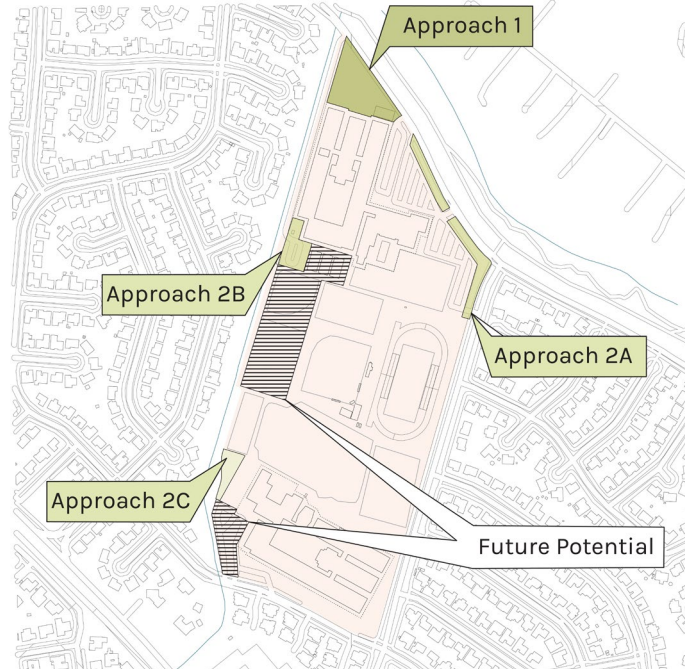 Approach 1
Approach 2B
Approach 2A
Approach 2C
Future Potential